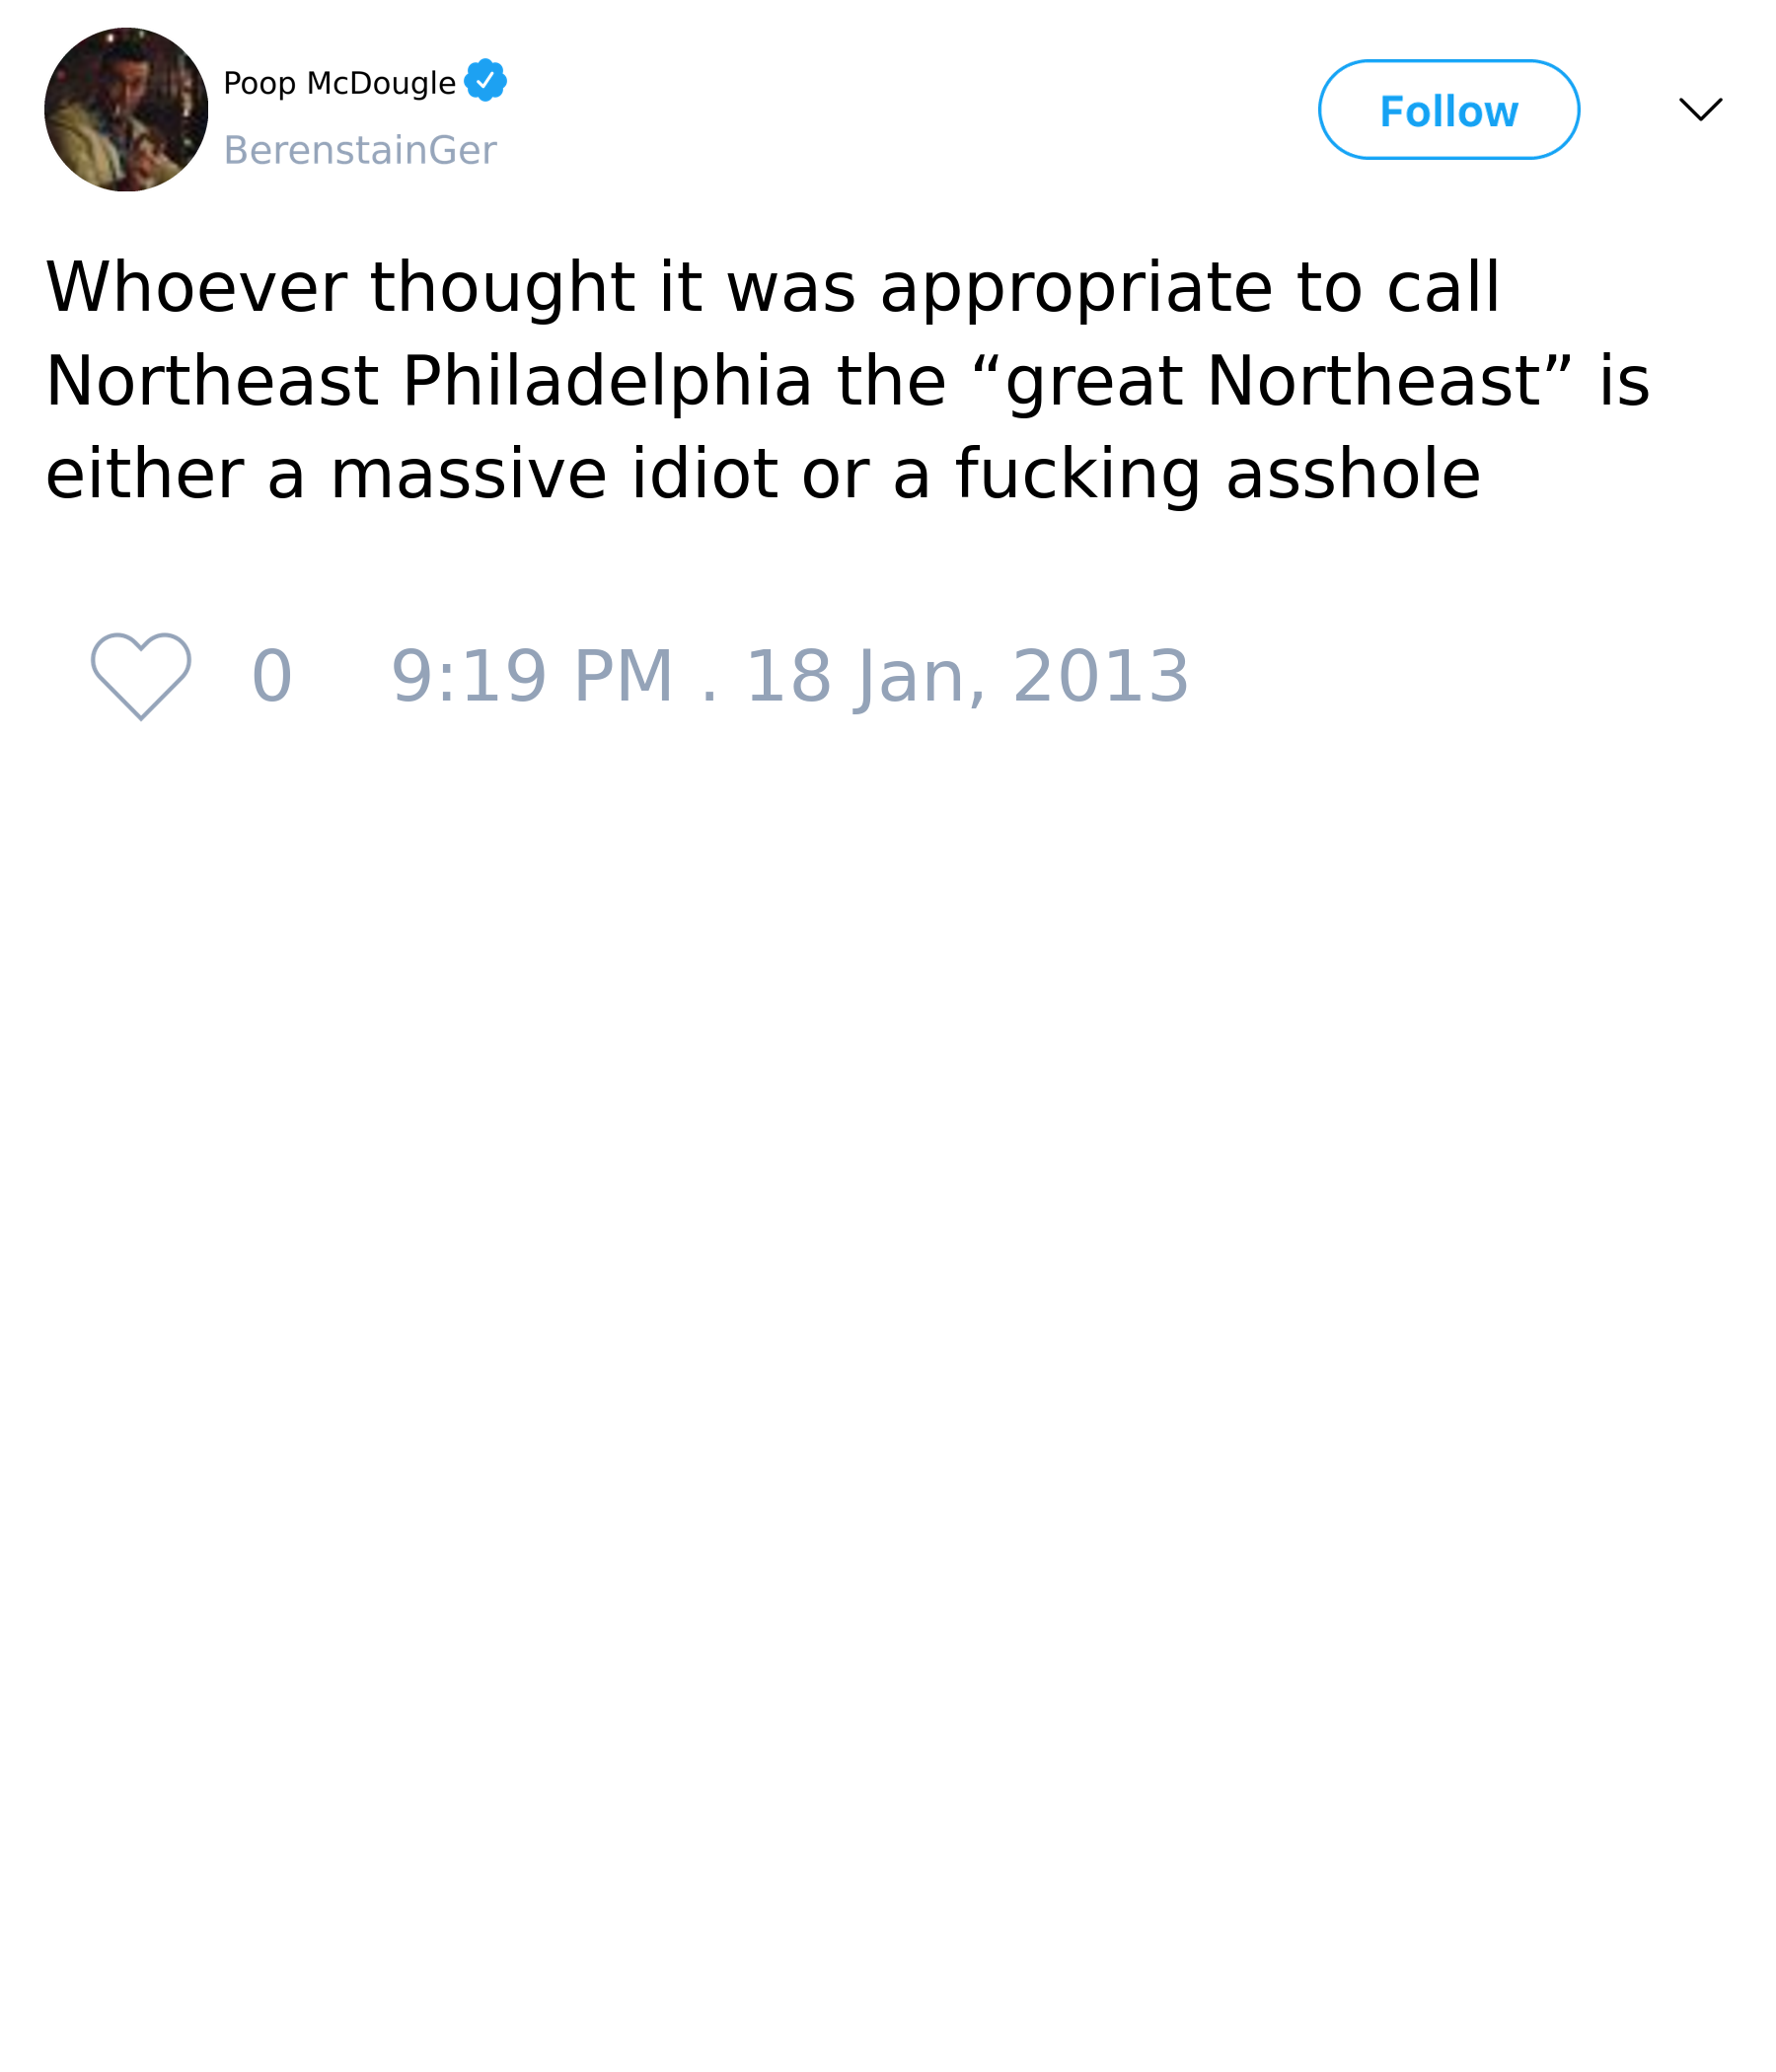 Poop McDougle
BerenstainGer
Follow
Whoever thought it was appropriate to call
Northeast Philadelphia the “great Northeast” is
either a massive idiot or a fucking asshole
0 9:19 PM . 18 Jan, 2013